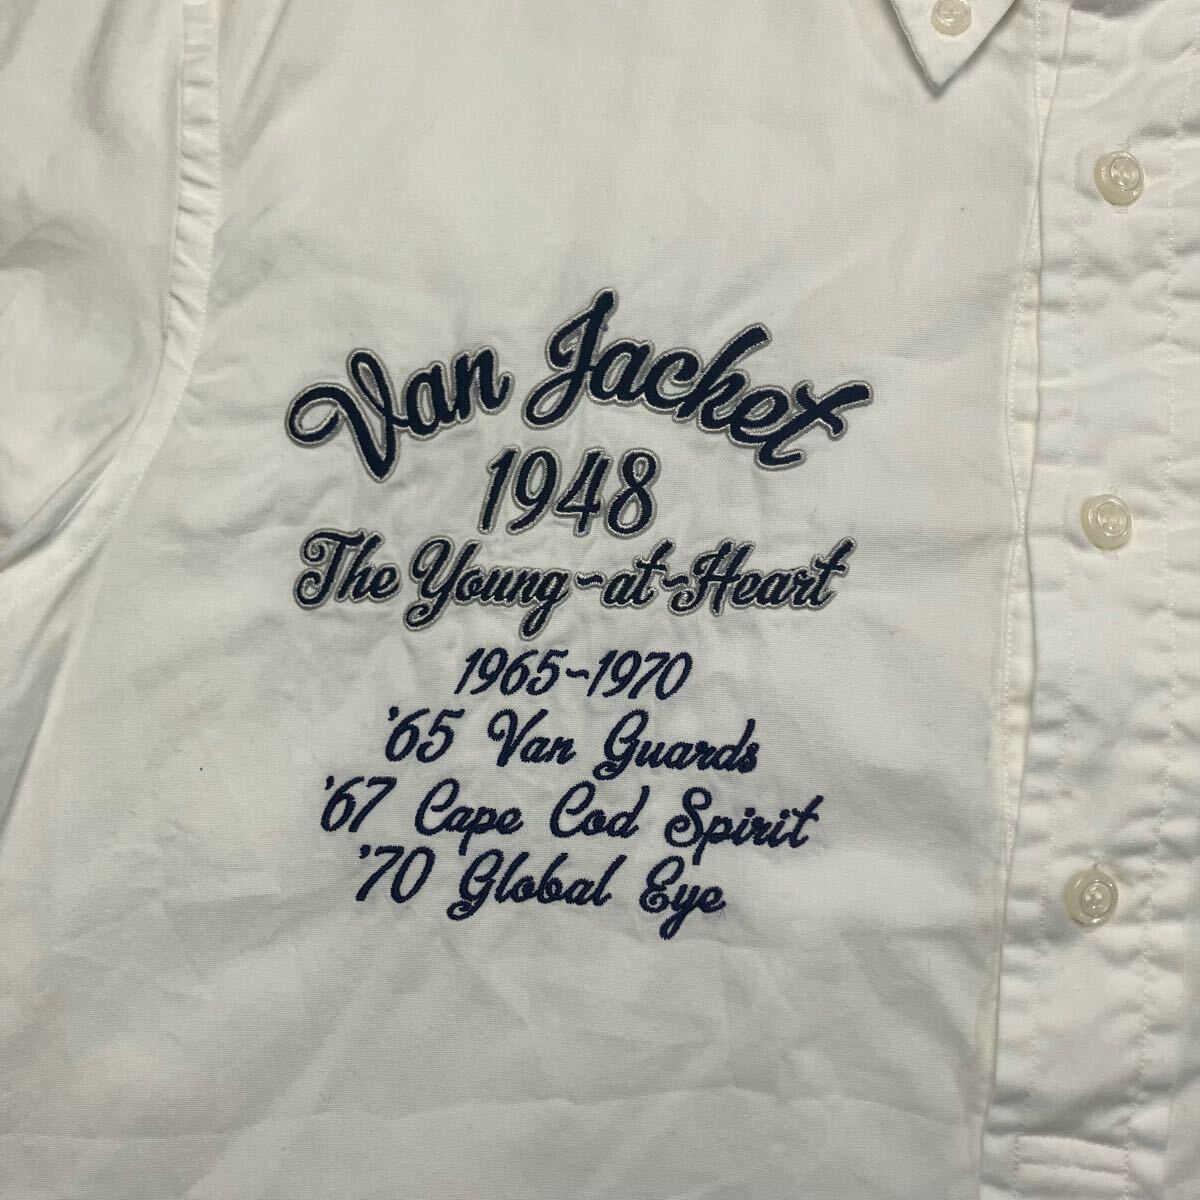 Van Jacket
1948
The Young~at~Heart
1965~1970
'65 Van Guards
'67 Cape Cod Spirit
'70 Global Eye